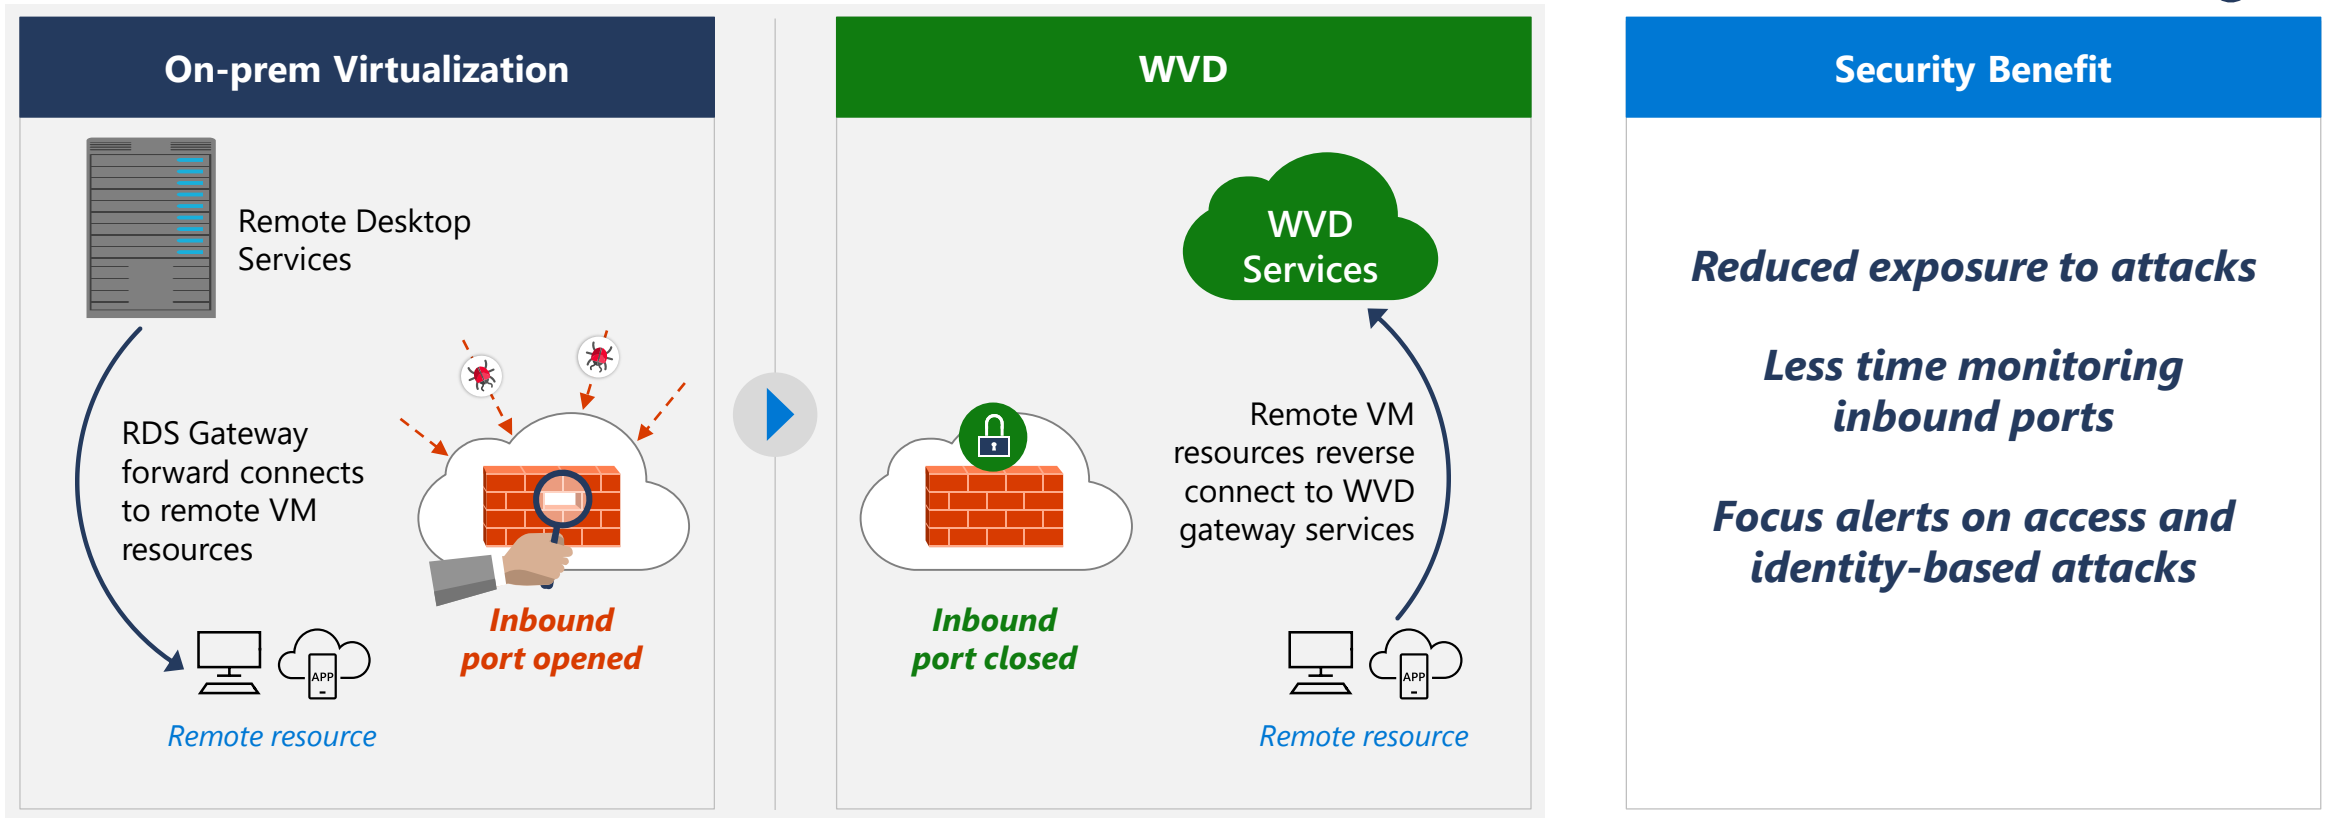 On-prem Virtualization
Remote Desktop
Services
RDS Gateway
forward connects
to remote VM
resources
Inbound
port opened
APP
Remote resource
WVD
WVD
Services
Remote VM
resources reverse
connect to WVD
gateway services
Inbound
port closed
APP
Remote resource
Security Benefit
Reduced exposure to attacks
Less time monitoring
inbound ports
Focus alerts on access and
identity-based attacks